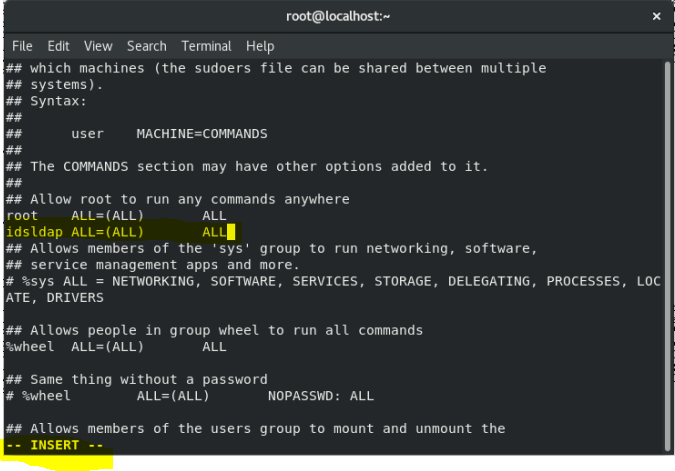 root@localhost:~ ×
File Edit View Search Terminal Help
## which machines (the sudoers file can be shared between multiple
## systems).
## Syntax:
##
## user MACHINE=COMMANDS
##
## The COMMANDS section may have other options added to it.
##
## Allow root to run any commands anywhere
root ALL=(ALL) ALL
idsldap ALL=(ALL) ALL
## Allows members of the 'sys' group to run networking, software,
## service management apps and more.
# %sys ALL = NETWORKING, SOFTWARE, SERVICES, STORAGE, DELEGATING, PROCESSES, LOC
ATE, DRIVERS
## Allows people in group wheel to run all commands
%wheel ALL=(ALL) ALL
## Same thing without a password
# %wheel ALL=(ALL) NOPASSWD: ALL
## Allows members of the users group to mount and unmount the
-- INSERT --